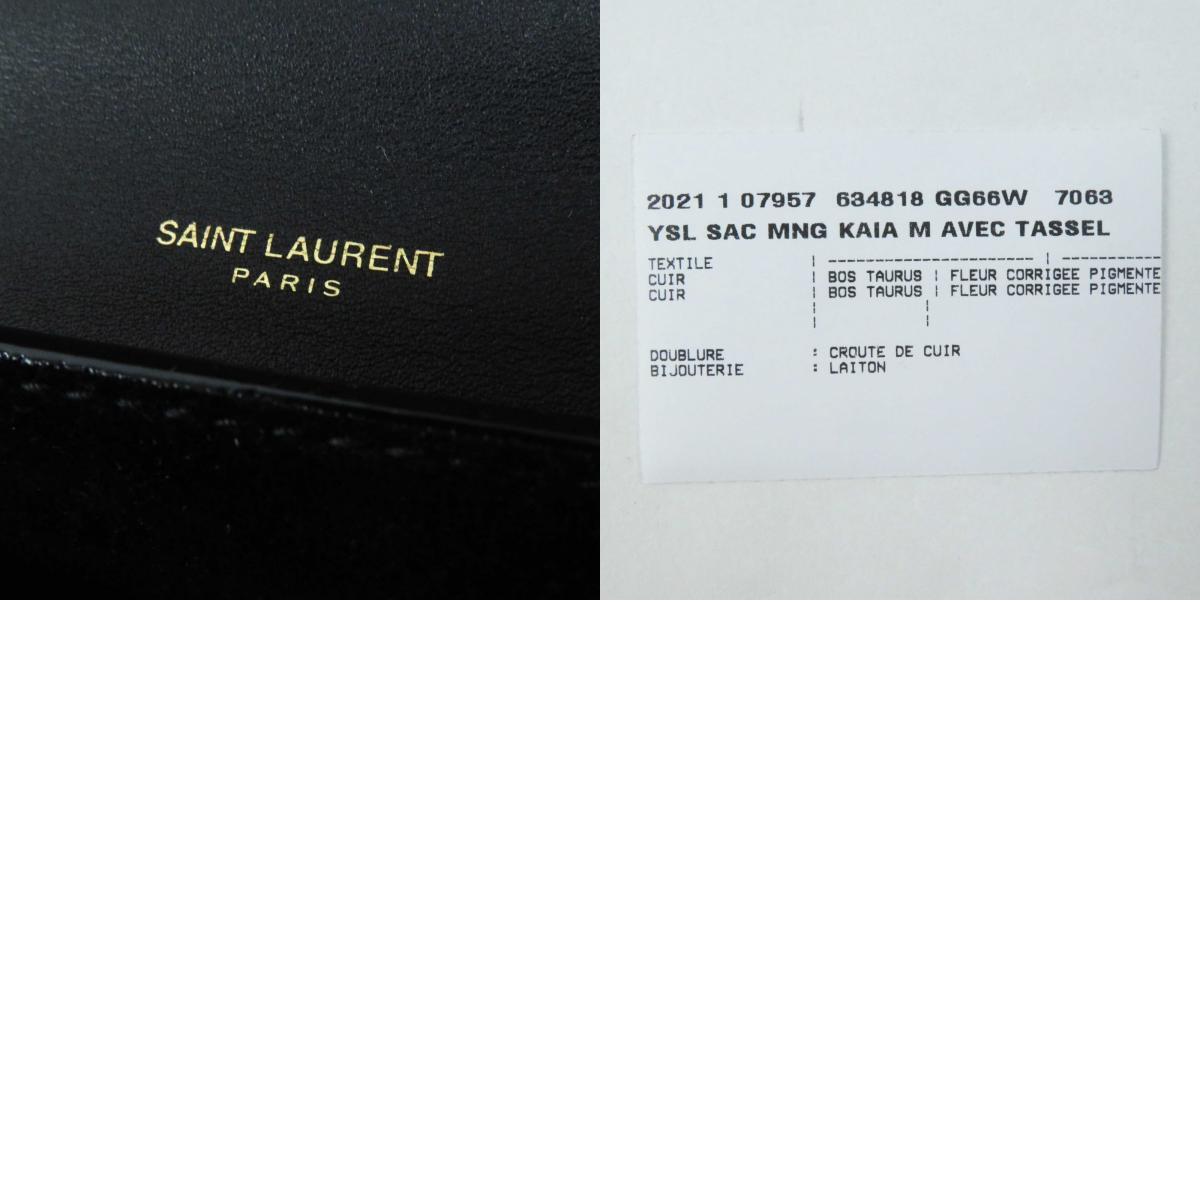 SAINT LAURENT
PARIS
2021 1 07957 634818 GG66W 7063
YSL SAC MNG KAIA M AVEC TASSEL
TEXTILE | ---------------------- | -----------
CUIR | BOS TAURUS | FLEUR CORRIGEE PIGMENTE
CUIR | BOS TAURUS | FLEUR CORRIGEE PIGMENTE
| |
| |
DOUBLURE : CROUTE DE CUIR
BIJOUTERIE : LAITON